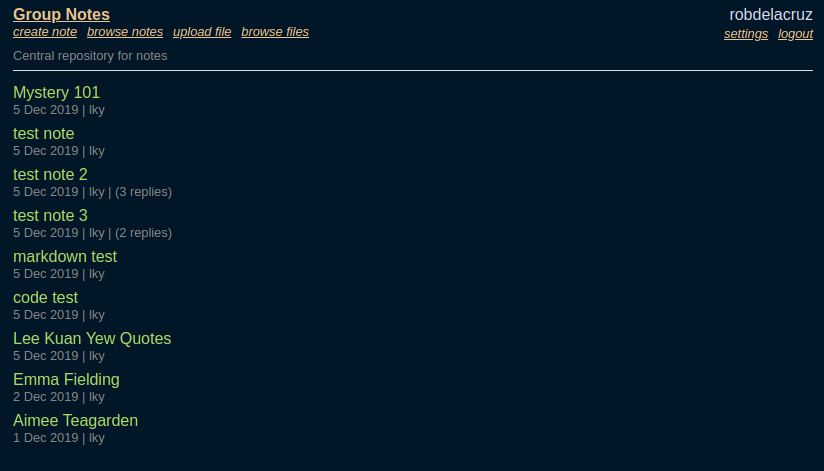 Group Notes
robdelacruz
create note browse notes upload file browse files
settings logout
Central repository for notes
Mystery 101
5 Dec 2019 | lky
test note
5 Dec 2019 | lky
test note 2
5 Dec 2019 | lky | (3 replies)
test note 3
5 Dec 2019 | lky | (2 replies)
markdown test
5 Dec 2019 | lky
code test
5 Dec 2019 | lky
Lee Kuan Yew Quotes
5 Dec 2019 | lky
Emma Fielding
2 Dec 2019 | lky
Aimee Teagarden
1 Dec 2019 | lky